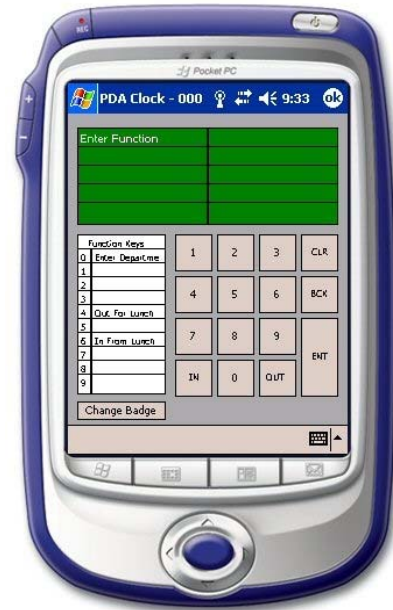 REC
Pocket PC
PDA Clock - 000 9:33 ok
Enter Function
Function Keys
0 Enter Departme
1
2
3
4 Out For Lunch
5
6 In From Lunch
7
8
9
1 2 3 CLR
4 5 6 BCK
7 8 9
ENT
IN 0 OUT
Change Badge